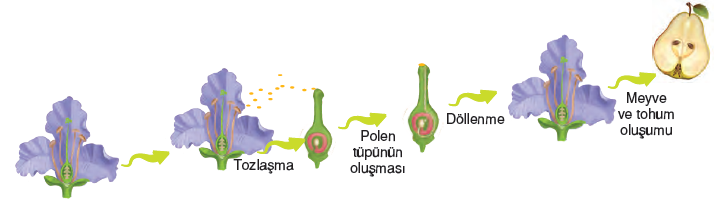 Tozlaşma
Polen
tüpünün
oluşması
Döllenme
Meyve
ve tohum
oluşumu